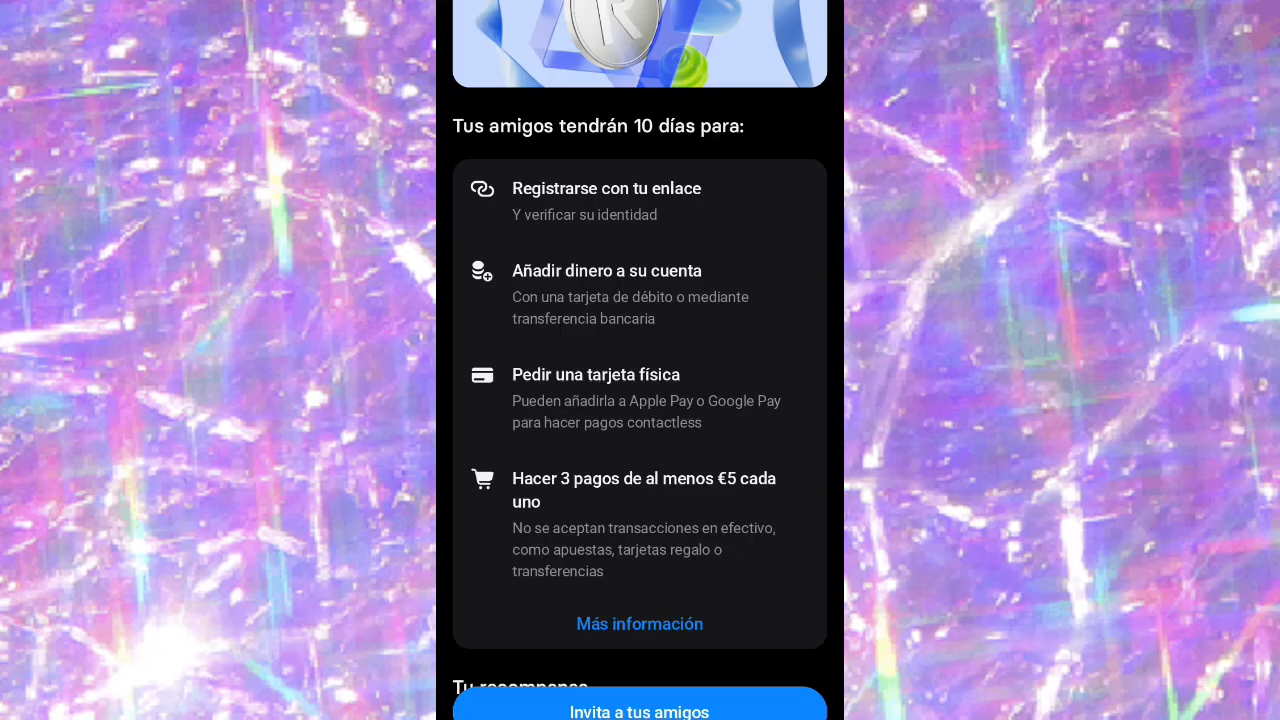 R
Tus amigos tendrán 10 días para:
Registrarse con tu enlace
Y verificar su identidad
Añadir dinero a su cuenta
Con una tarjeta de débito o mediante
transferencia bancaria
Pedir una tarjeta física
Pueden añadirla a Apple Pay o Google Pay
para hacer pagos contactless
Hacer 3 pagos de al menos €5 cada
uno
No se aceptan transacciones en efectivo,
como apuestas, tarjetas regalo o
transferencias
Más información
Tu recompensa
Invita a tus amigos